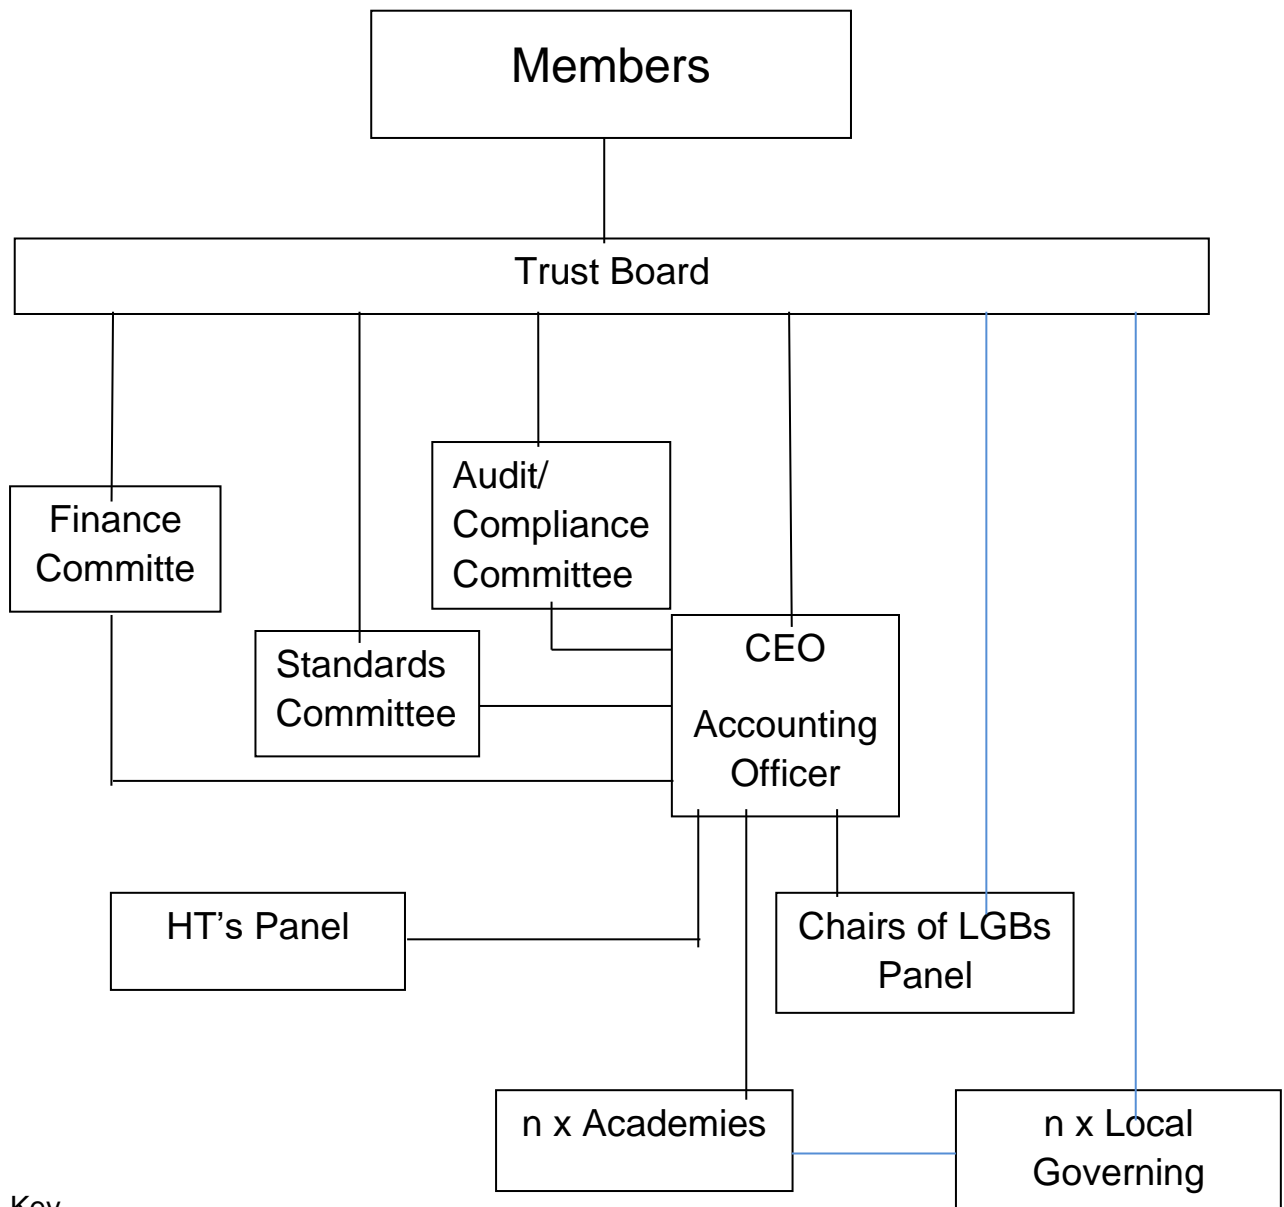 Members
Trust Board
Audit/
Compliance
Committee
Finance
Committe
CEO
Accounting
Officer
Standards
Committee
HT's Panel
Chairs of LGBs
Panel
n x Academies
n x Local
Governing
Key